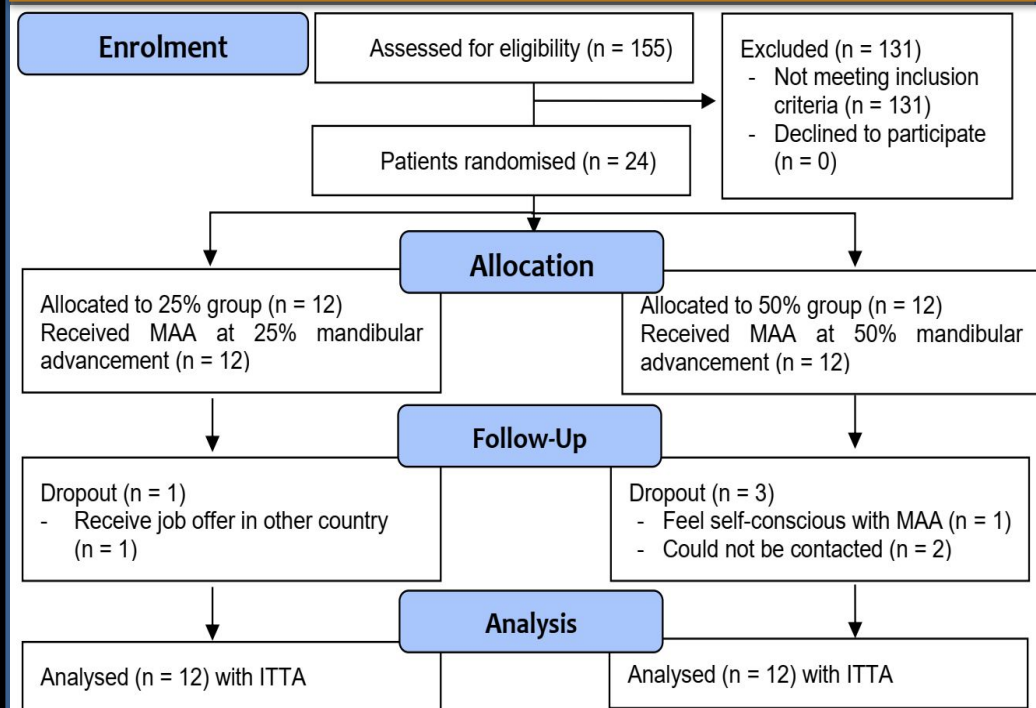 Enrolment
Assessed for eligibility (n = 155)
Excluded (n = 131)
- Not meeting inclusion
criteria (n = 131)
- Declined to participate
(n = 0)
Patients randomised (n = 24)
Allocation
Allocated to 25% group (n = 12)
Received MAA at 25% mandibular
advancement (n = 12)
Allocated to 50% group (n = 12)
Received MAA at 50% mandibular
advancement (n = 12)
Follow-Up
Dropout (n = 1)
- Receive job offer in other country
(n = 1)
Dropout (n = 3)
- Feel self-conscious with MAA (n = 1)
- Could not be contacted (n = 2)
Analysis
Analysed (n = 12) with ITTA
Analysed (n = 12) with ITTA